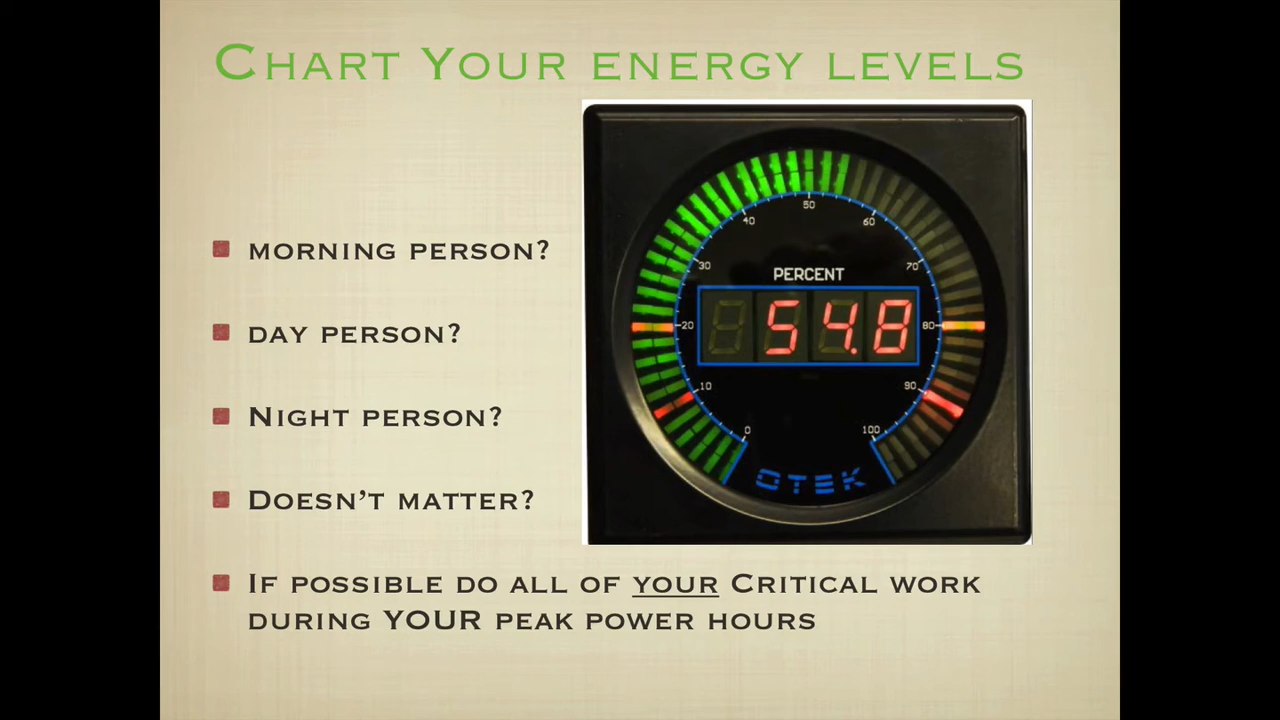 Chart Your energy levels
morning person?
day person?
Night person?
Doesn't matter?
If possible do all of your Critical work
during YOUR peak power hours
50
40
60
30
70
PERCENT
20
54.8
80
10
90
0
100
OTEK